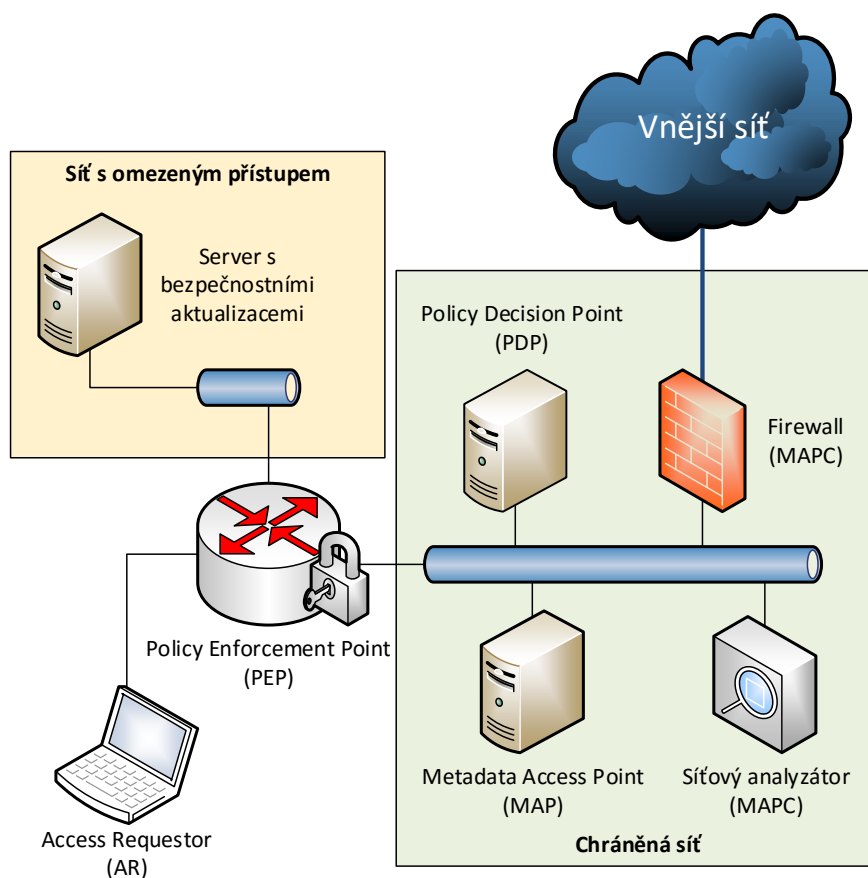 Vnější síť
Síť s omezeným přístupem
Server s
bezpečnostními
aktualizacemi
Policy Decision Point
(PDP)
Firewall
(MAPC)
Policy Enforcement Point
(PEP)
Access Requestor
(AR)
Metadata Access Point
(MAP)
Síťový analyzátor
(MAPC)
Chráněná síť